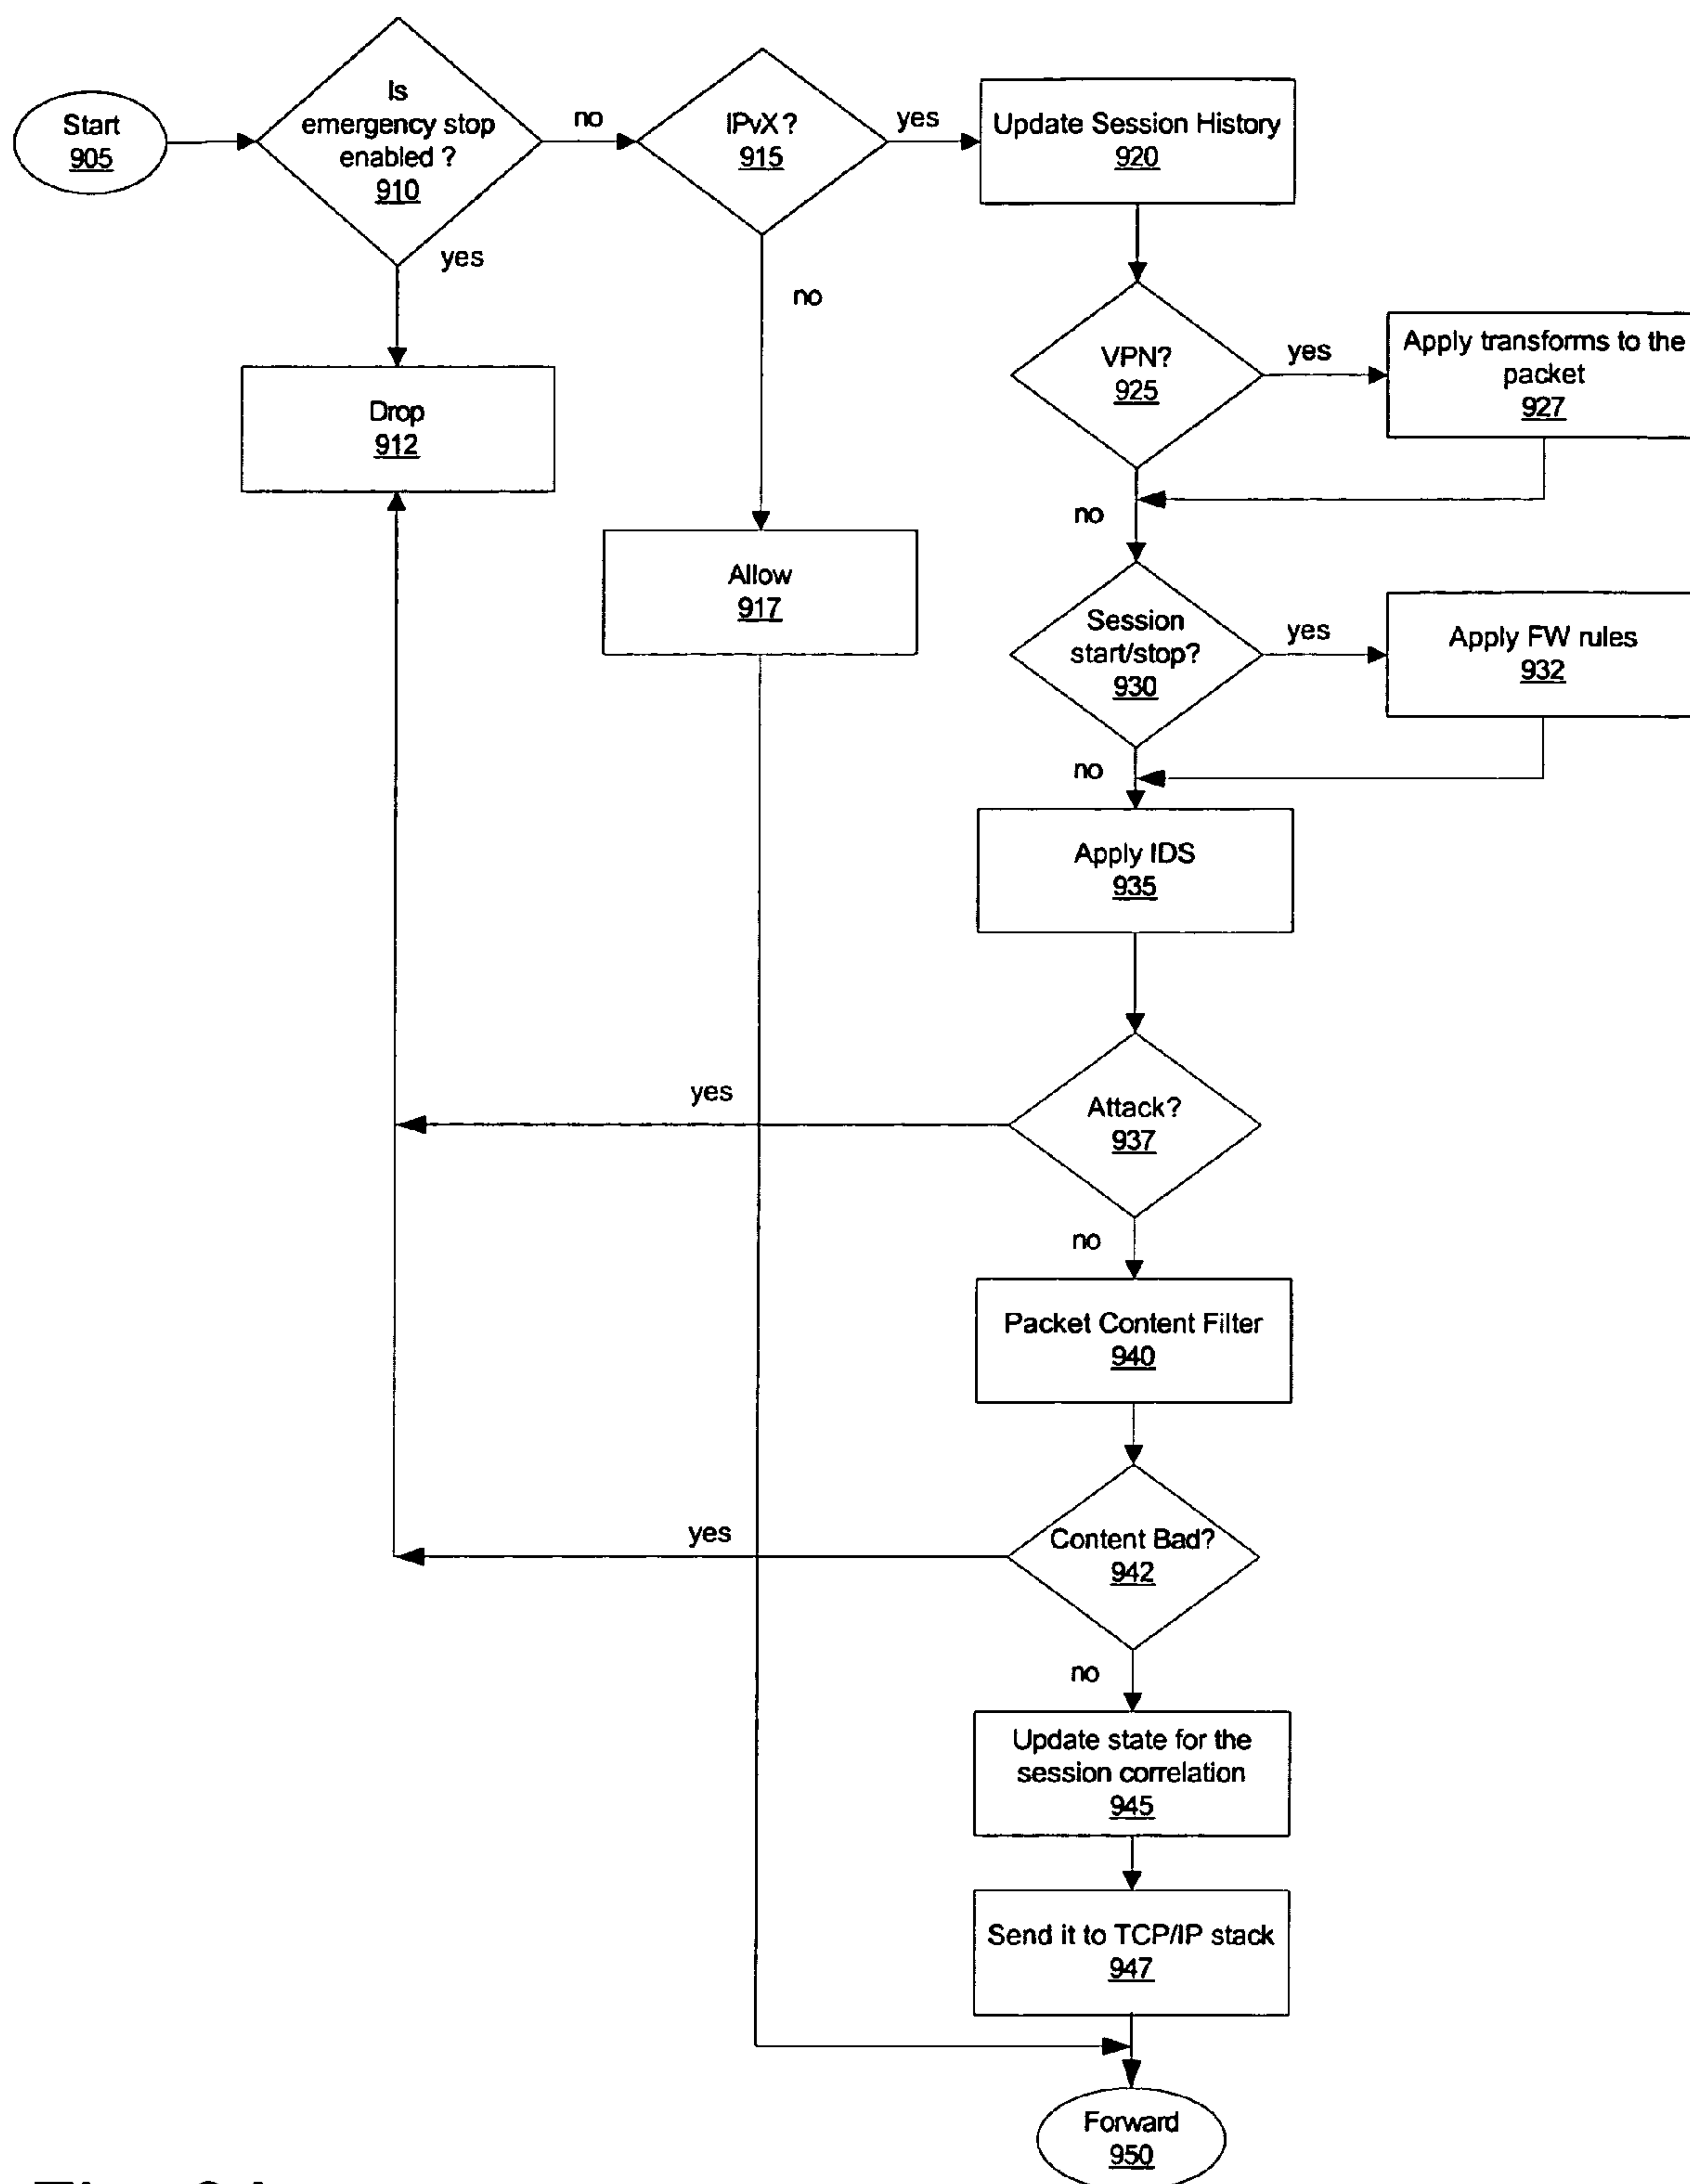 Start
905
Is
emergency stop
enabled ?
910
no
IPvX ?
915
yes
Update Session History
920
yes
no
VPN?
925
yes
Apply transforms to the
packet
927
Drop
912
no
Allow
917
Session
start/stop?
930
yes
Apply FW rules
932
no
Apply IDS
935
yes
Attack?
937
no
Packet Content Filter
940
yes
Content Bad?
942
no
Update state for the
session correlation
945
Send it to TCP/IP stack
947
Forward
950